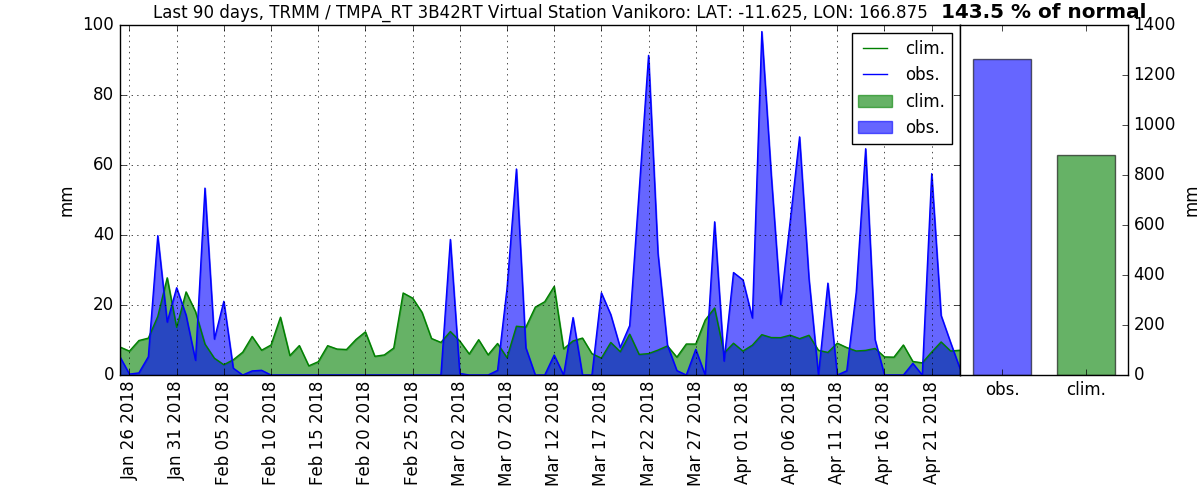 Last 90 days, TRMM / TMPA_RT 3B42RT Virtual Station Vanikoro: LAT: -11.625, LON: 166.875 143.5 % of normal
100
80
60
40
20
0
mm
clim.
obs.
clim.
obs.
1400
1200
1000
800
600
400
200
0
mm
Jan 26 2018
Jan 31 2018
Feb 05 2018
Feb 10 2018
Feb 15 2018
Feb 20 2018
Feb 25 2018
Mar 02 2018
Mar 07 2018
Mar 12 2018
Mar 17 2018
Mar 22 2018
Mar 27 2018
Apr 01 2018
Apr 06 2018
Apr 11 2018
Apr 16 2018
Apr 21 2018
obs.
clim.